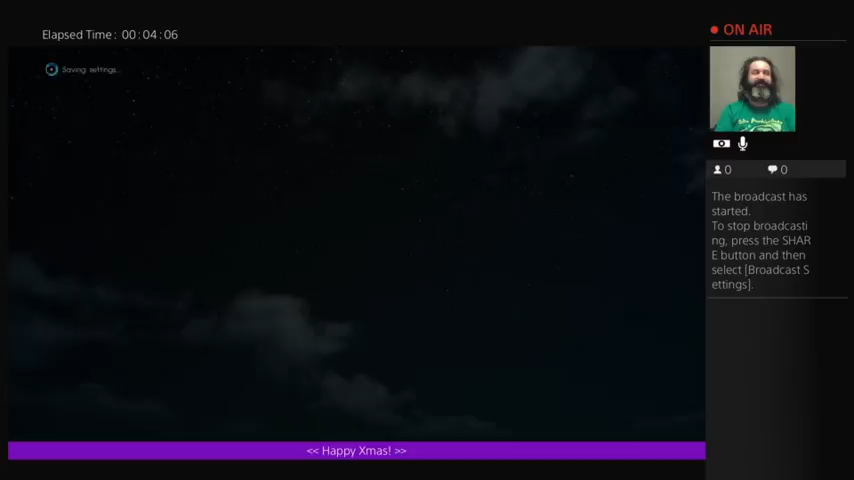 Elapsed Time: 00:04:06
ON AIR
Saving settings...
0 0
The broadcast has
started.
To stop broadcasti
ng, press the SHAR
E button and then
select [Broadcast S
ettings].
<< Happy Xmas! >>